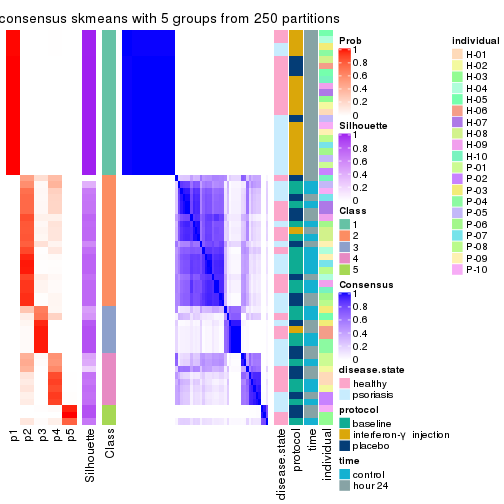 consensus skmeans with 5 groups from 250 partitions
Prob
1
0.8
0.6
0.4
0.2
0
Silhouette
1
0.8
0.6
0.4
0.2
0
Class
1
2
3
4
5
Consensus
1
0.8
0.6
0.4
0.2
0
disease.state
healthy
psoriasis
protocol
baseline
interferon-γ injection
placebo
time
control
hour 24
individual
H-01
H-02
H-03
H-04
H-05
H-06
H-07
H-08
H-09
H-10
P-01
P-02
P-03
P-04
P-05
P-06
P-07
P-08
P-09
P-10
p1
p2
p3
p4
p5
Silhouette
Class
disease.state
protocol
time
individual